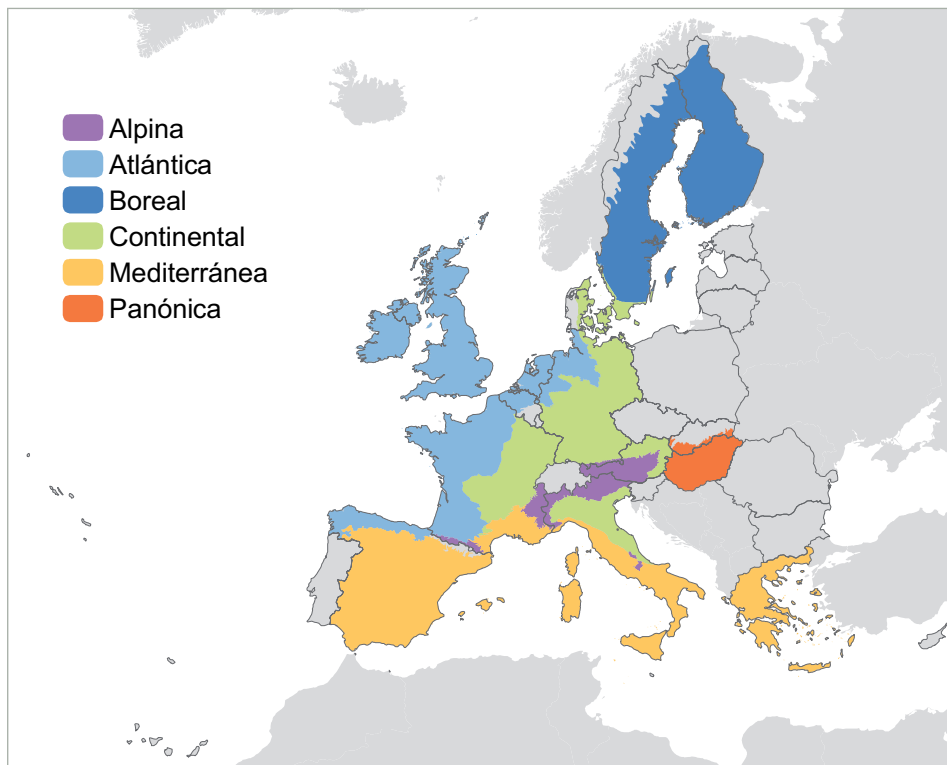 Alpina
Atlántica
Boreal
Continental
Mediterránea
Panónica